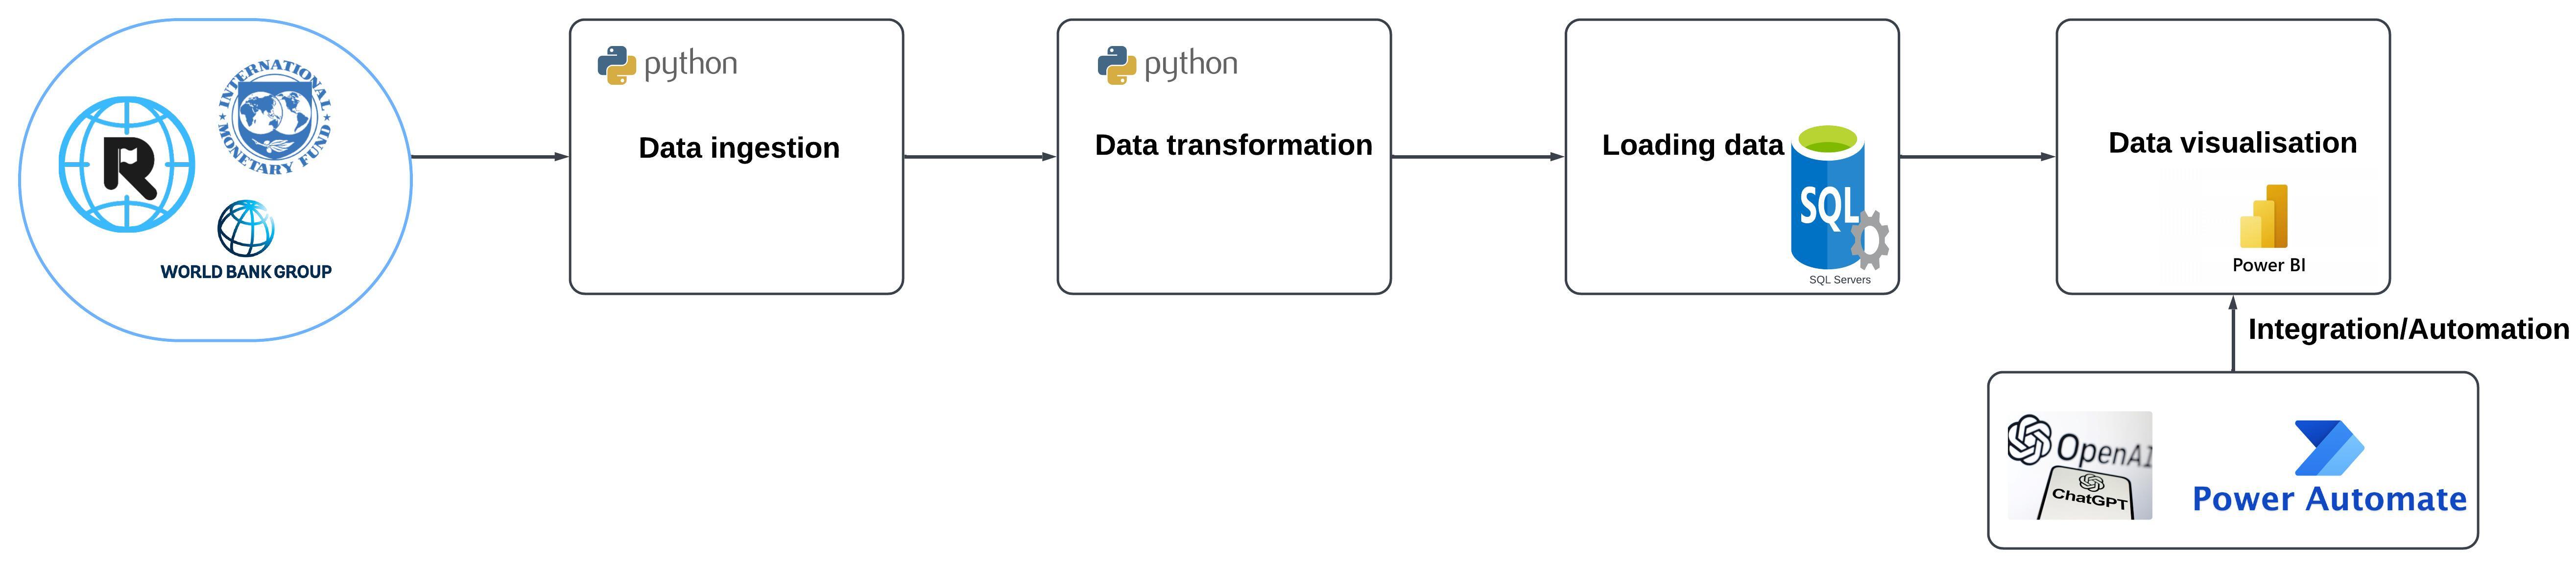 INTERNATIONAL MONETARY FUND
R
WORLD BANK GROUP
python
Data ingestion
python
Data transformation
Loading data
SQL
SQL Servers
Data visualisation
Power BI
Integration/Automation
OpenAI
ChatGPT
Power Automate